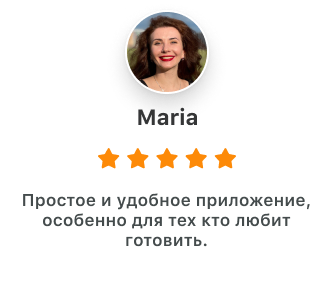 Maria
Простое и удобное приложение,
особенно для тех кто любит
готовить.